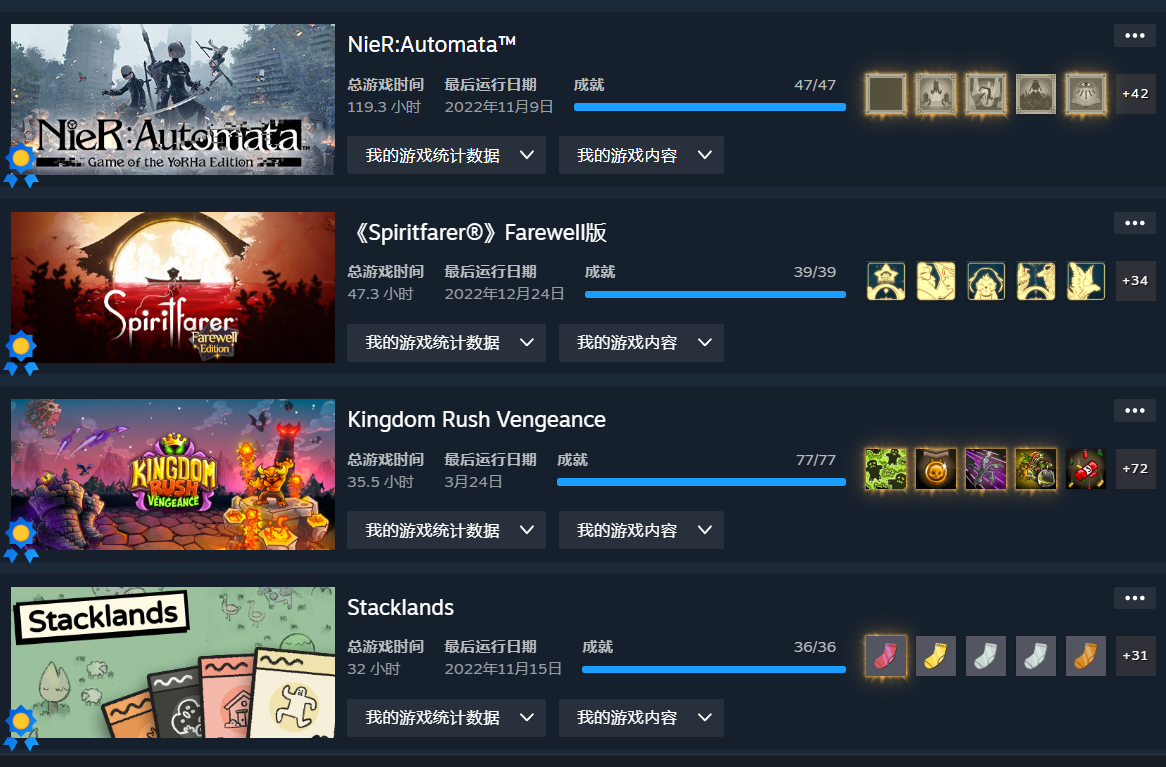 NieR:Automata™
总游戏时间 最后运行日期 成就 47/47
119.3 小时 2022年11月9日
+42
NieR:Automata™
Game of the YoRHa Edition
我的游戏统计数据 我的游戏内容
《Spiritfarer®》Farewell版
总游戏时间 最后运行日期 成就 39/39
47.3 小时 2022年12月24日
+34
Spiritfarer
Farewell
Edition
我的游戏统计数据 我的游戏内容
Kingdom Rush Vengeance
总游戏时间 最后运行日期 成就 77/77
35.5 小时 3月24日
+72
KINGDOM
RUSH
VENGEANCE
我的游戏统计数据 我的游戏内容
Stacklands
Stacklands
总游戏时间 最后运行日期 成就 36/36
32 小时 2022年11月15日
+31
我的游戏统计数据 我的游戏内容